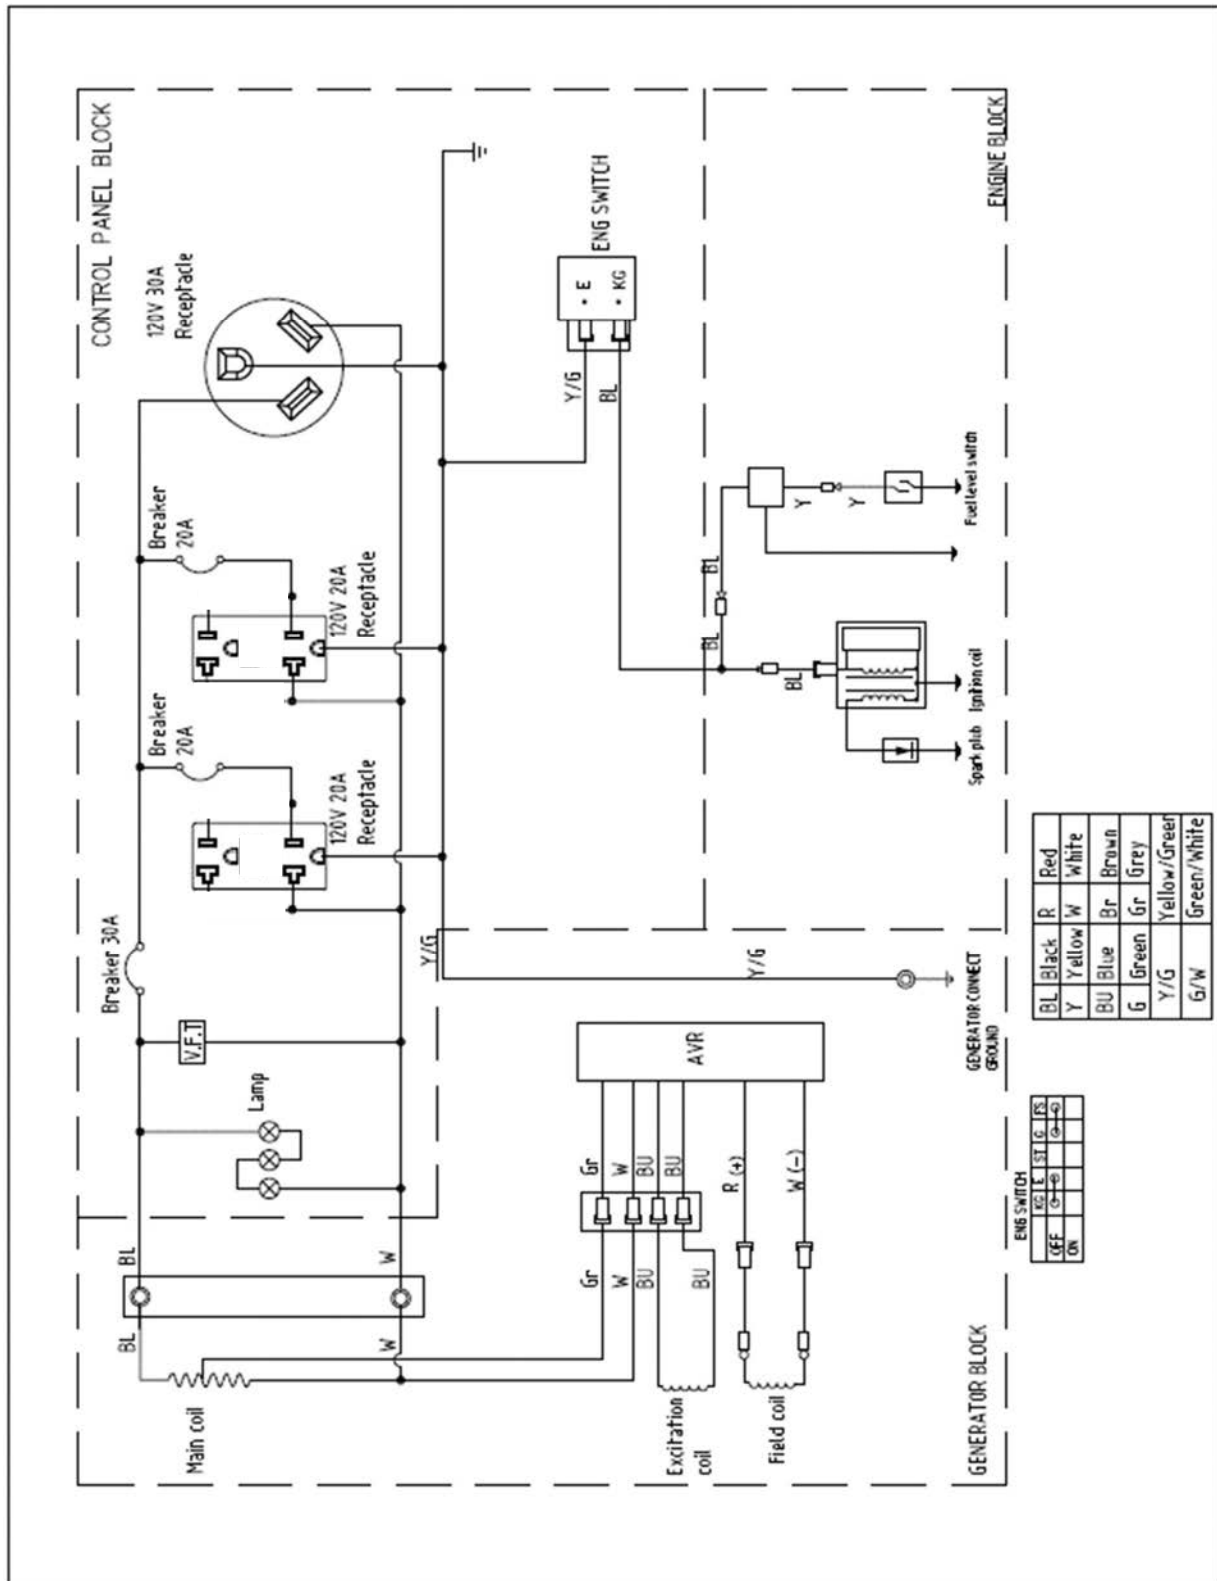 CONTROL PANEL BLOCK
120V 30A
Receptacle
Breaker
20A
120V 20A
Receptacle
Breaker
20A
120V 20A
Receptacle
Breaker 30A
V.F.T
Lamp
BL
W
BL
W
Main coil
ENG SWITCH
E
KG
Y/G
BL
ENGINE BLOCK
BL
BL
BL
Y
Y
Fuel level switch
Ignition coil
Spark plub
Y/G
Y/G
GENERATOR CONNECT
GROUND
AVR
Gr
W
BU
BU
R (+)
W (-)
Gr
W
BU
BU
Excitation
coil
Field coil
GENERATOR BLOCK
ENG SWITCH
KG E ST G FS
OFF
ON
BL Black R Red
Y Yellow W White
BU Blue Br Brown
G Green Gr Grey
Y/G Yellow/Green
G/W Green/White